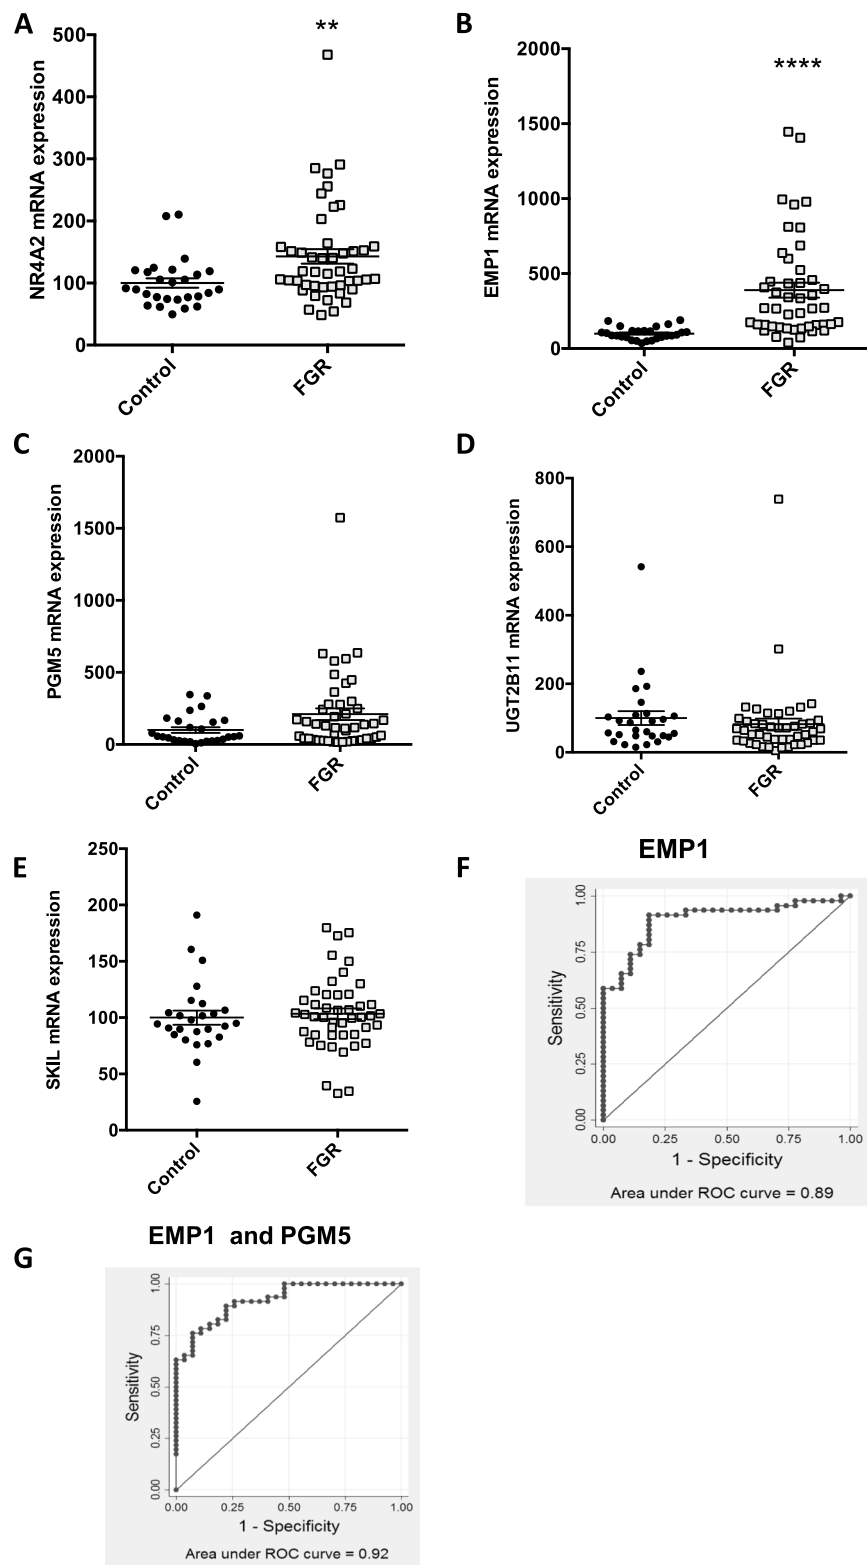 A
NR4A2 mRNA expression
**
500
400
300
200
100
0
Control
FGR
B
EMP1 mRNA expression
****
2000
1500
1000
500
0
Control
FGR
C
PGM5 mRNA expression
2000
1500
1000
500
0
Control
FGR
D
UGT2B11 mRNA expression
800
600
400
200
0
Control
FGR
E
SKIL mRNA expression
250
200
150
100
50
0
Control
FGR
F
EMP1
Sensitivity
1.00
0.75
0.50
0.25
0.00
0.00 0.25 0.50 0.75 1.00
1 - Specificity
Area under ROC curve = 0.89
G
EMP1 and PGM5
Sensitivity
1.00
0.75
0.50
0.25
0.00
0.00 0.25 0.50 0.75 1.00
1 - Specificity
Area under ROC curve = 0.92